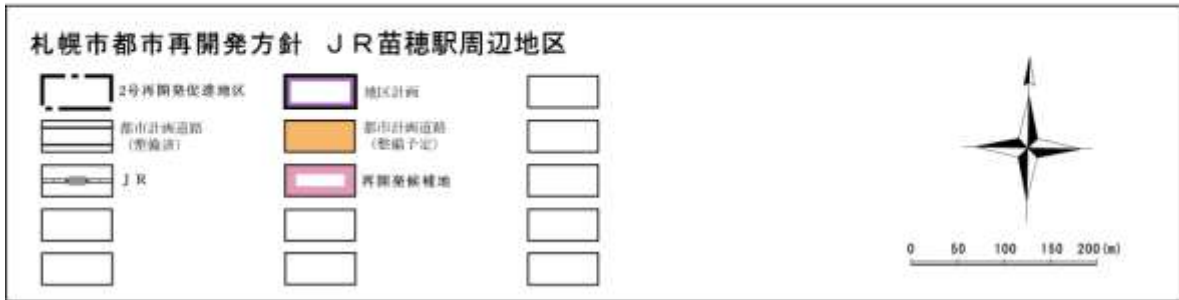 札幌市都市再開発方針　ＪＲ苗穂駅周辺地区
2号再開発促進地区
地区計画
都市計画道路
(整備済)
都市計画道路
(整備予定)
ＪＲ
再開発候補地
0 50 100 150 200(m)